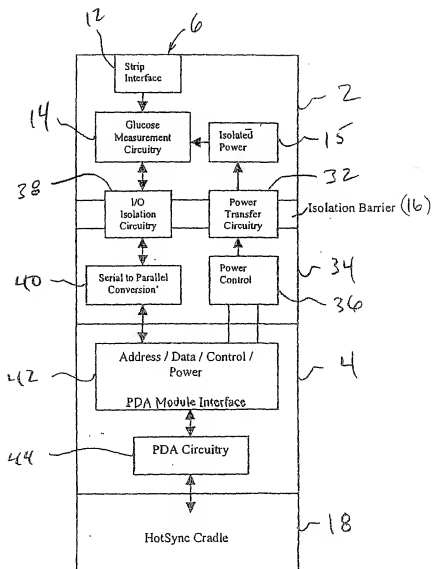 12
6
Strip
Interface
2
14
Glucose
Measurement
Circuitry
Isolated
Power
15
38
I/O
Isolation
Circuitry
32
Power
Transfer
Circuitry
Isolation Barrier (16)
34
40
Serial to Parallel
Conversion
Power
Control
36
42
Address / Data / Control /
Power
PDA Module Interface
4
44
PDA Circuitry
HotSync Cradle
18